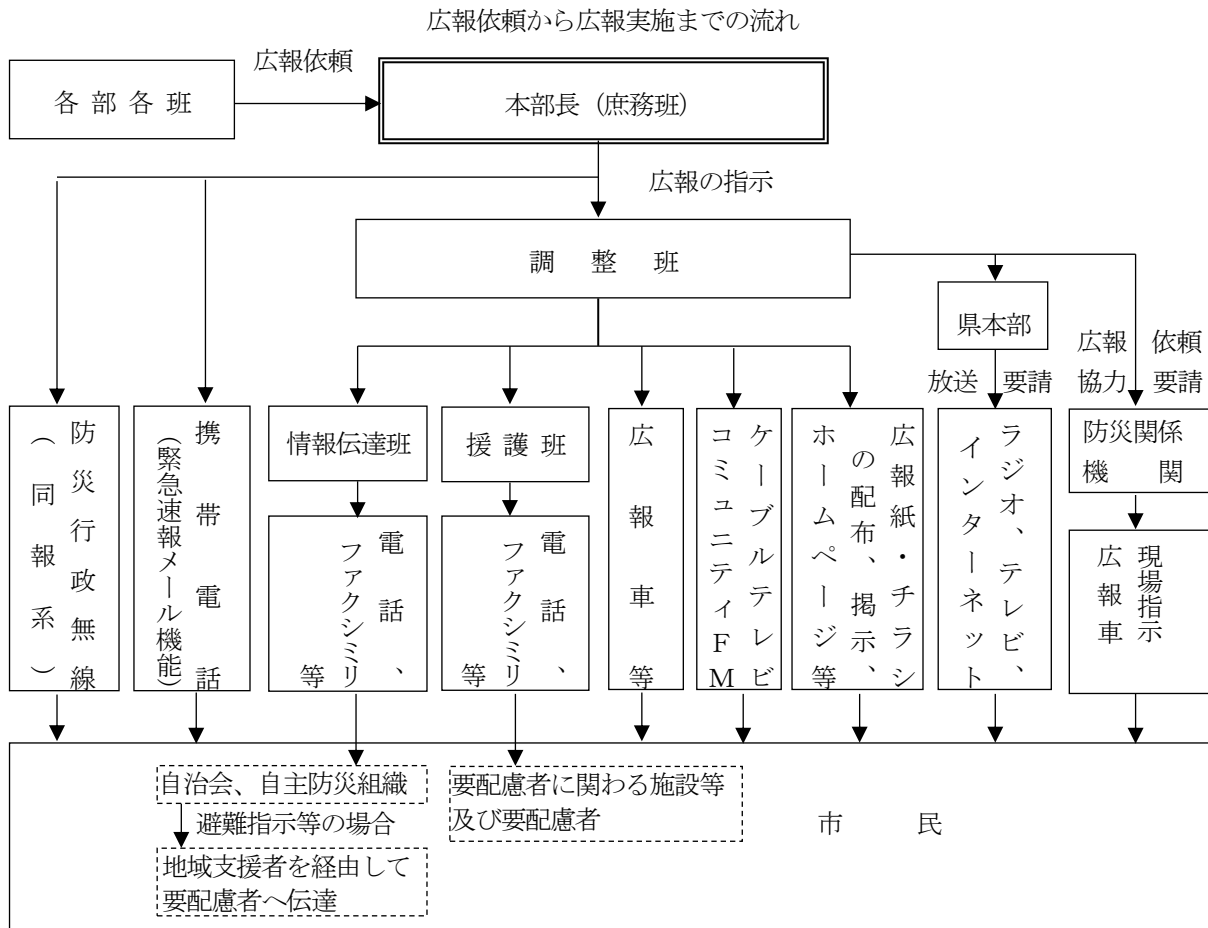 広報依頼から広報実施までの流れ
広報依頼
各部各班
本部長（庶務班）
広報の指示
調整班
県本部
広報 依頼
放送 要請
協力 要請
防災行政無線
（同報系）
携帯電話
（緊急速報メール機能）
情報伝達班
電話、
ファクシミリ
等
援護班
電話、
ファクシミリ
等
広報車等
ケーブルテレビ
コミュニティFM
広報紙・チラシ
の配布、掲示、
ホームページ等
ラジオ、テレビ、
インターネット
防災関係
機関
現場指示
広報車
自治会、自主防災組織
避難指示等の場合
地域支援者を経由して
要配慮者へ伝達
要配慮者に関わる施設等
及び要配慮者
市民